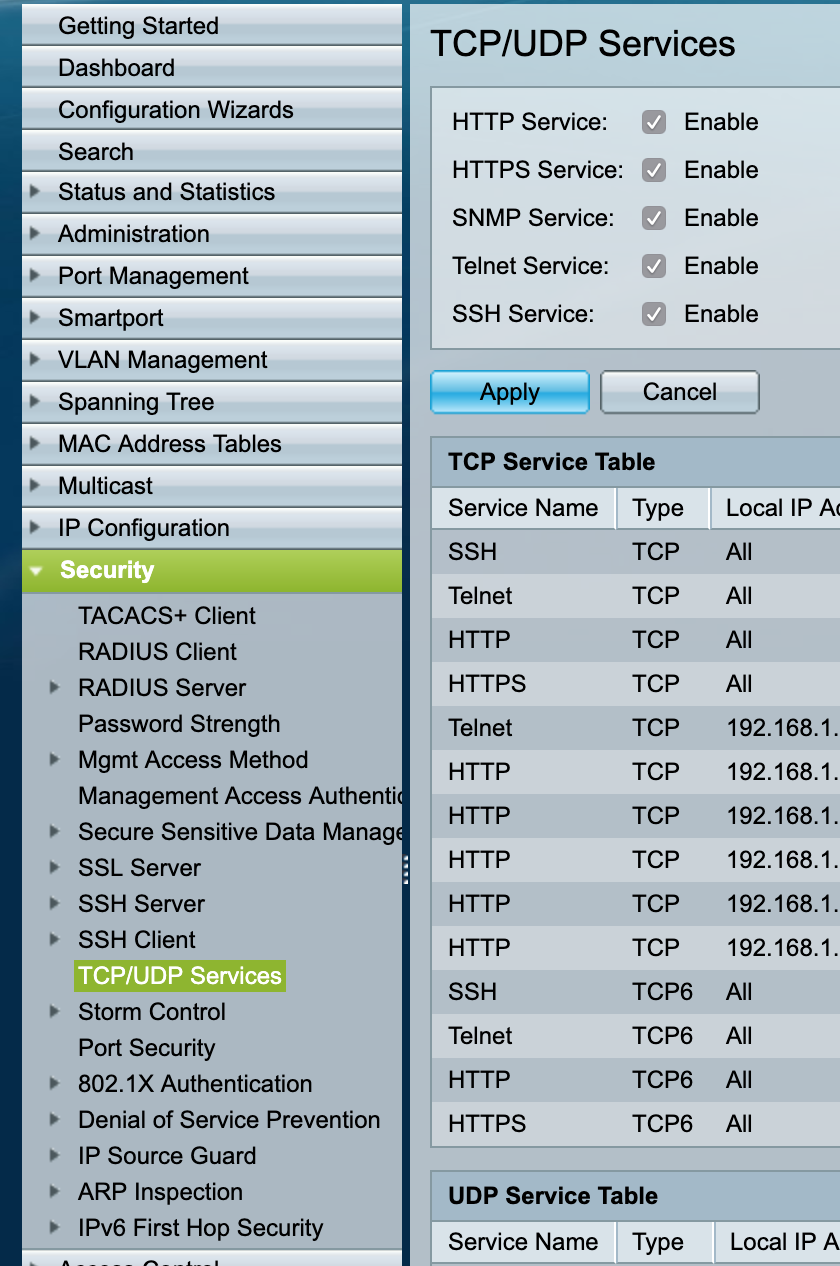 Getting Started
Dashboard
Configuration Wizards
Search
Status and Statistics
Administration
Port Management
Smartport
VLAN Management
Spanning Tree
MAC Address Tables
Multicast
IP Configuration
Security
TACACS+ Client
RADIUS Client
RADIUS Server
Password Strength
Mgmt Access Method
Management Access Authentic
Secure Sensitive Data Manage
SSL Server
SSH Server
SSH Client
TCP/UDP Services
Storm Control
Port Security
802.1X Authentication
Denial of Service Prevention
IP Source Guard
ARP Inspection
IPv6 First Hop Security
Access Control
TCP/UDP Services
HTTP Service: Enable
HTTPS Service: Enable
SNMP Service: Enable
Telnet Service: Enable
SSH Service: Enable
Apply Cancel
TCP Service Table
Service Name Type Local IP Ad
SSH TCP All
Telnet TCP All
HTTP TCP All
HTTPS TCP All
Telnet TCP 192.168.1.
HTTP TCP 192.168.1.
HTTP TCP 192.168.1.
HTTP TCP 192.168.1.
HTTP TCP 192.168.1.
HTTP TCP 192.168.1.
SSH TCP6 All
Telnet TCP6 All
HTTP TCP6 All
HTTPS TCP6 All
UDP Service Table
Service Name Type Local IP A